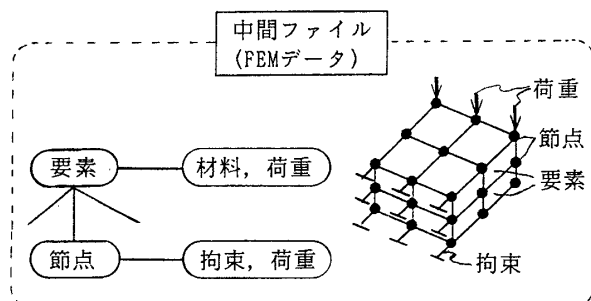 中間ファイル
(FEMデータ)
荷重
節点
要素
拘束
要素
材料, 荷重
節点
拘束, 荷重